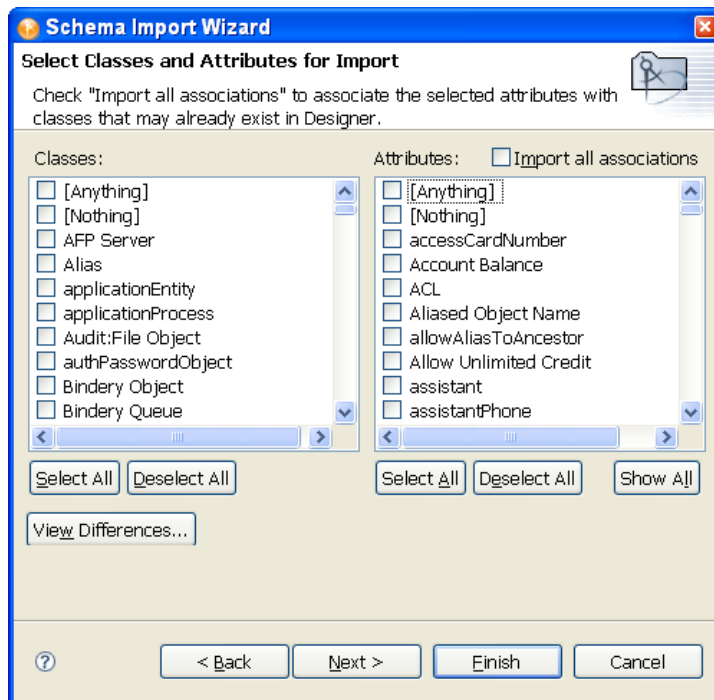 Schema Import Wizard
Select Classes and Attributes for Import
Check "Import all associations" to associate the selected attributes with
classes that may already exist in Designer.
Classes:
[Anything]
[Nothing]
AFP Server
Alias
applicationEntity
applicationProcess
Audit:File Object
authPasswordObject
Bindery Object
Bindery Queue
Select All Deselect All
Attributes: Import all associations
[Anything]
[Nothing]
accessCardNumber
Account Balance
ACL
Aliased Object Name
allowAliasToAncestor
Allow Unlimited Credit
assistant
assistantPhone
Select All Deselect All Show All
View Differences...
? < Back Next > Finish Cancel